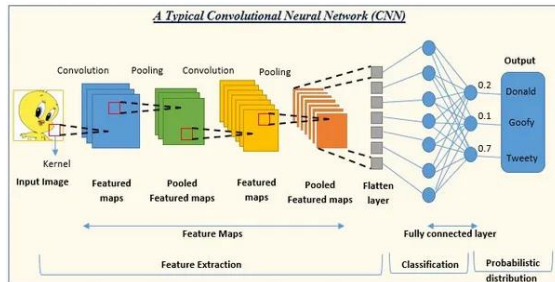 A Typical Convolutional Neural Network (CNN)
Convolution Pooling Convolution Pooling
Output
0.2 Donald
0.1 Goofy
0.7 Tweety
Kernel
Input Image
Featured maps
Pooled Featured maps
Featured maps
Pooled Featured maps
Flatten layer
Feature Maps
Fully connected layer
Feature Extraction
Classification
Probabilistic distribution